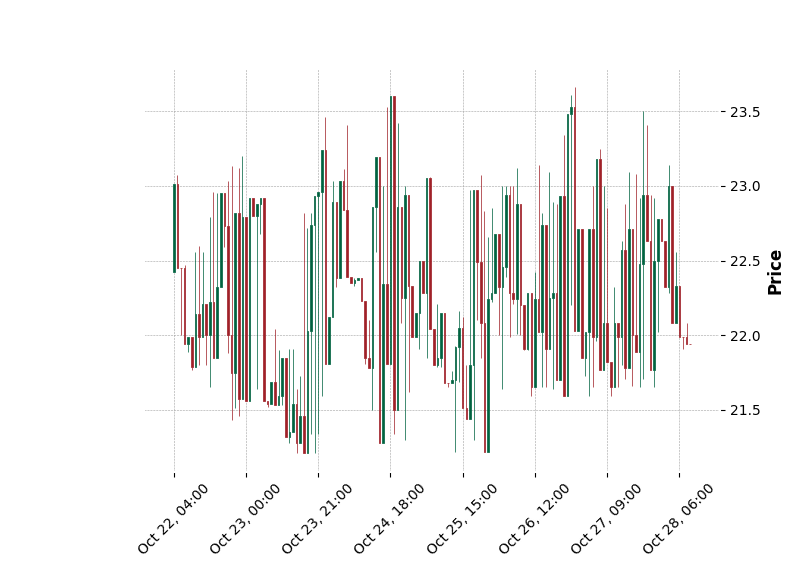 23.5
23.0
22.5
22.0
21.5
Price
Oct 22, 04:00
Oct 23, 00:00
Oct 23, 21:00
Oct 24, 18:00
Oct 25, 15:00
Oct 26, 12:00
Oct 27, 09:00
Oct 28, 06:00